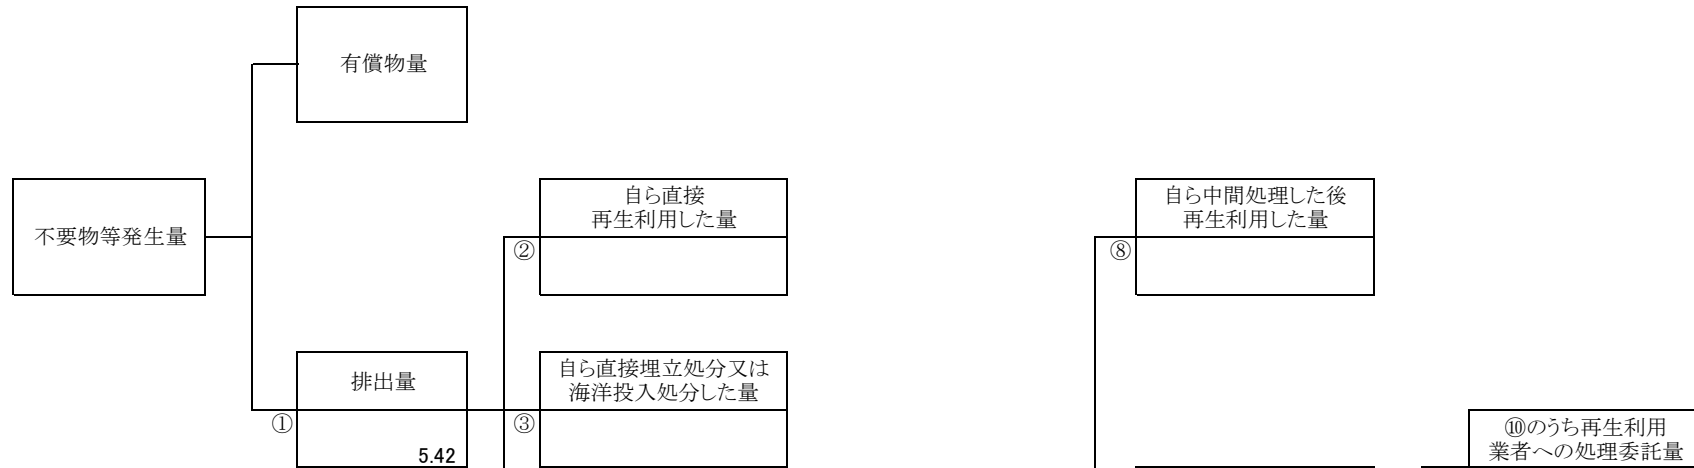 有償物量
不要物等発生量
自ら直接
再生利用した量
②
自ら中間処理した後
再生利用した量
⑧
排出量
①
5.42
自ら直接埋立処分又は
海洋投入処分した量
③
⑩のうち再生利用
業者への処理委託量